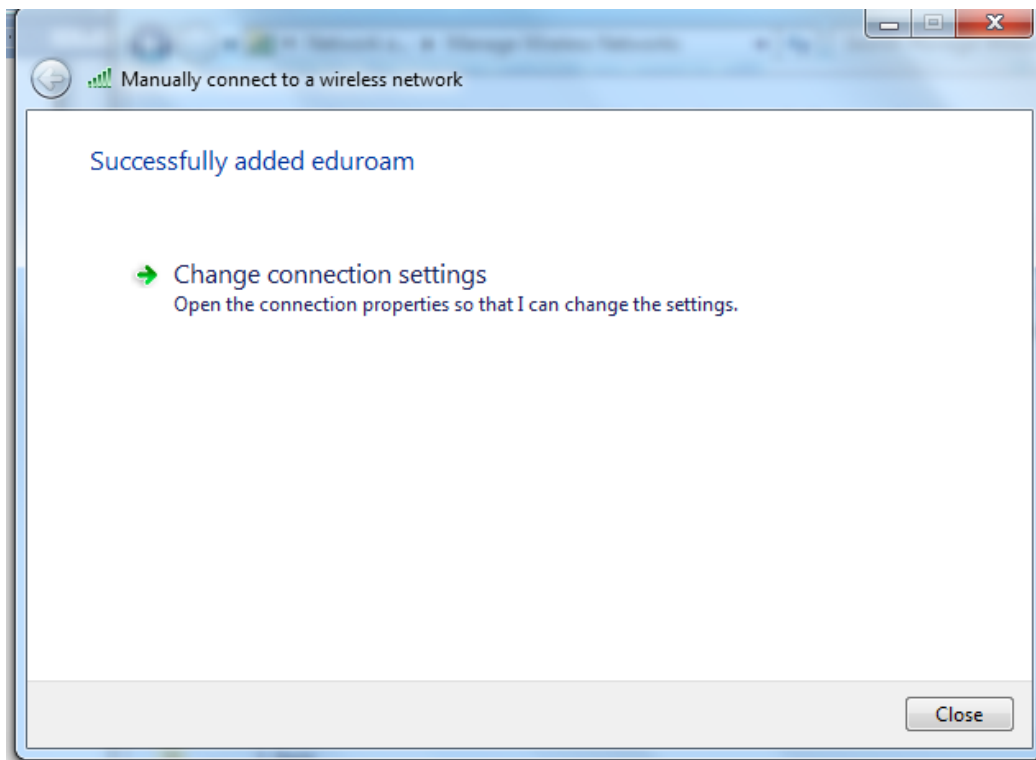 Manually connect to a wireless network
Successfully added eduroam
Change connection settings
Open the connection properties so that I can change the settings.
Close